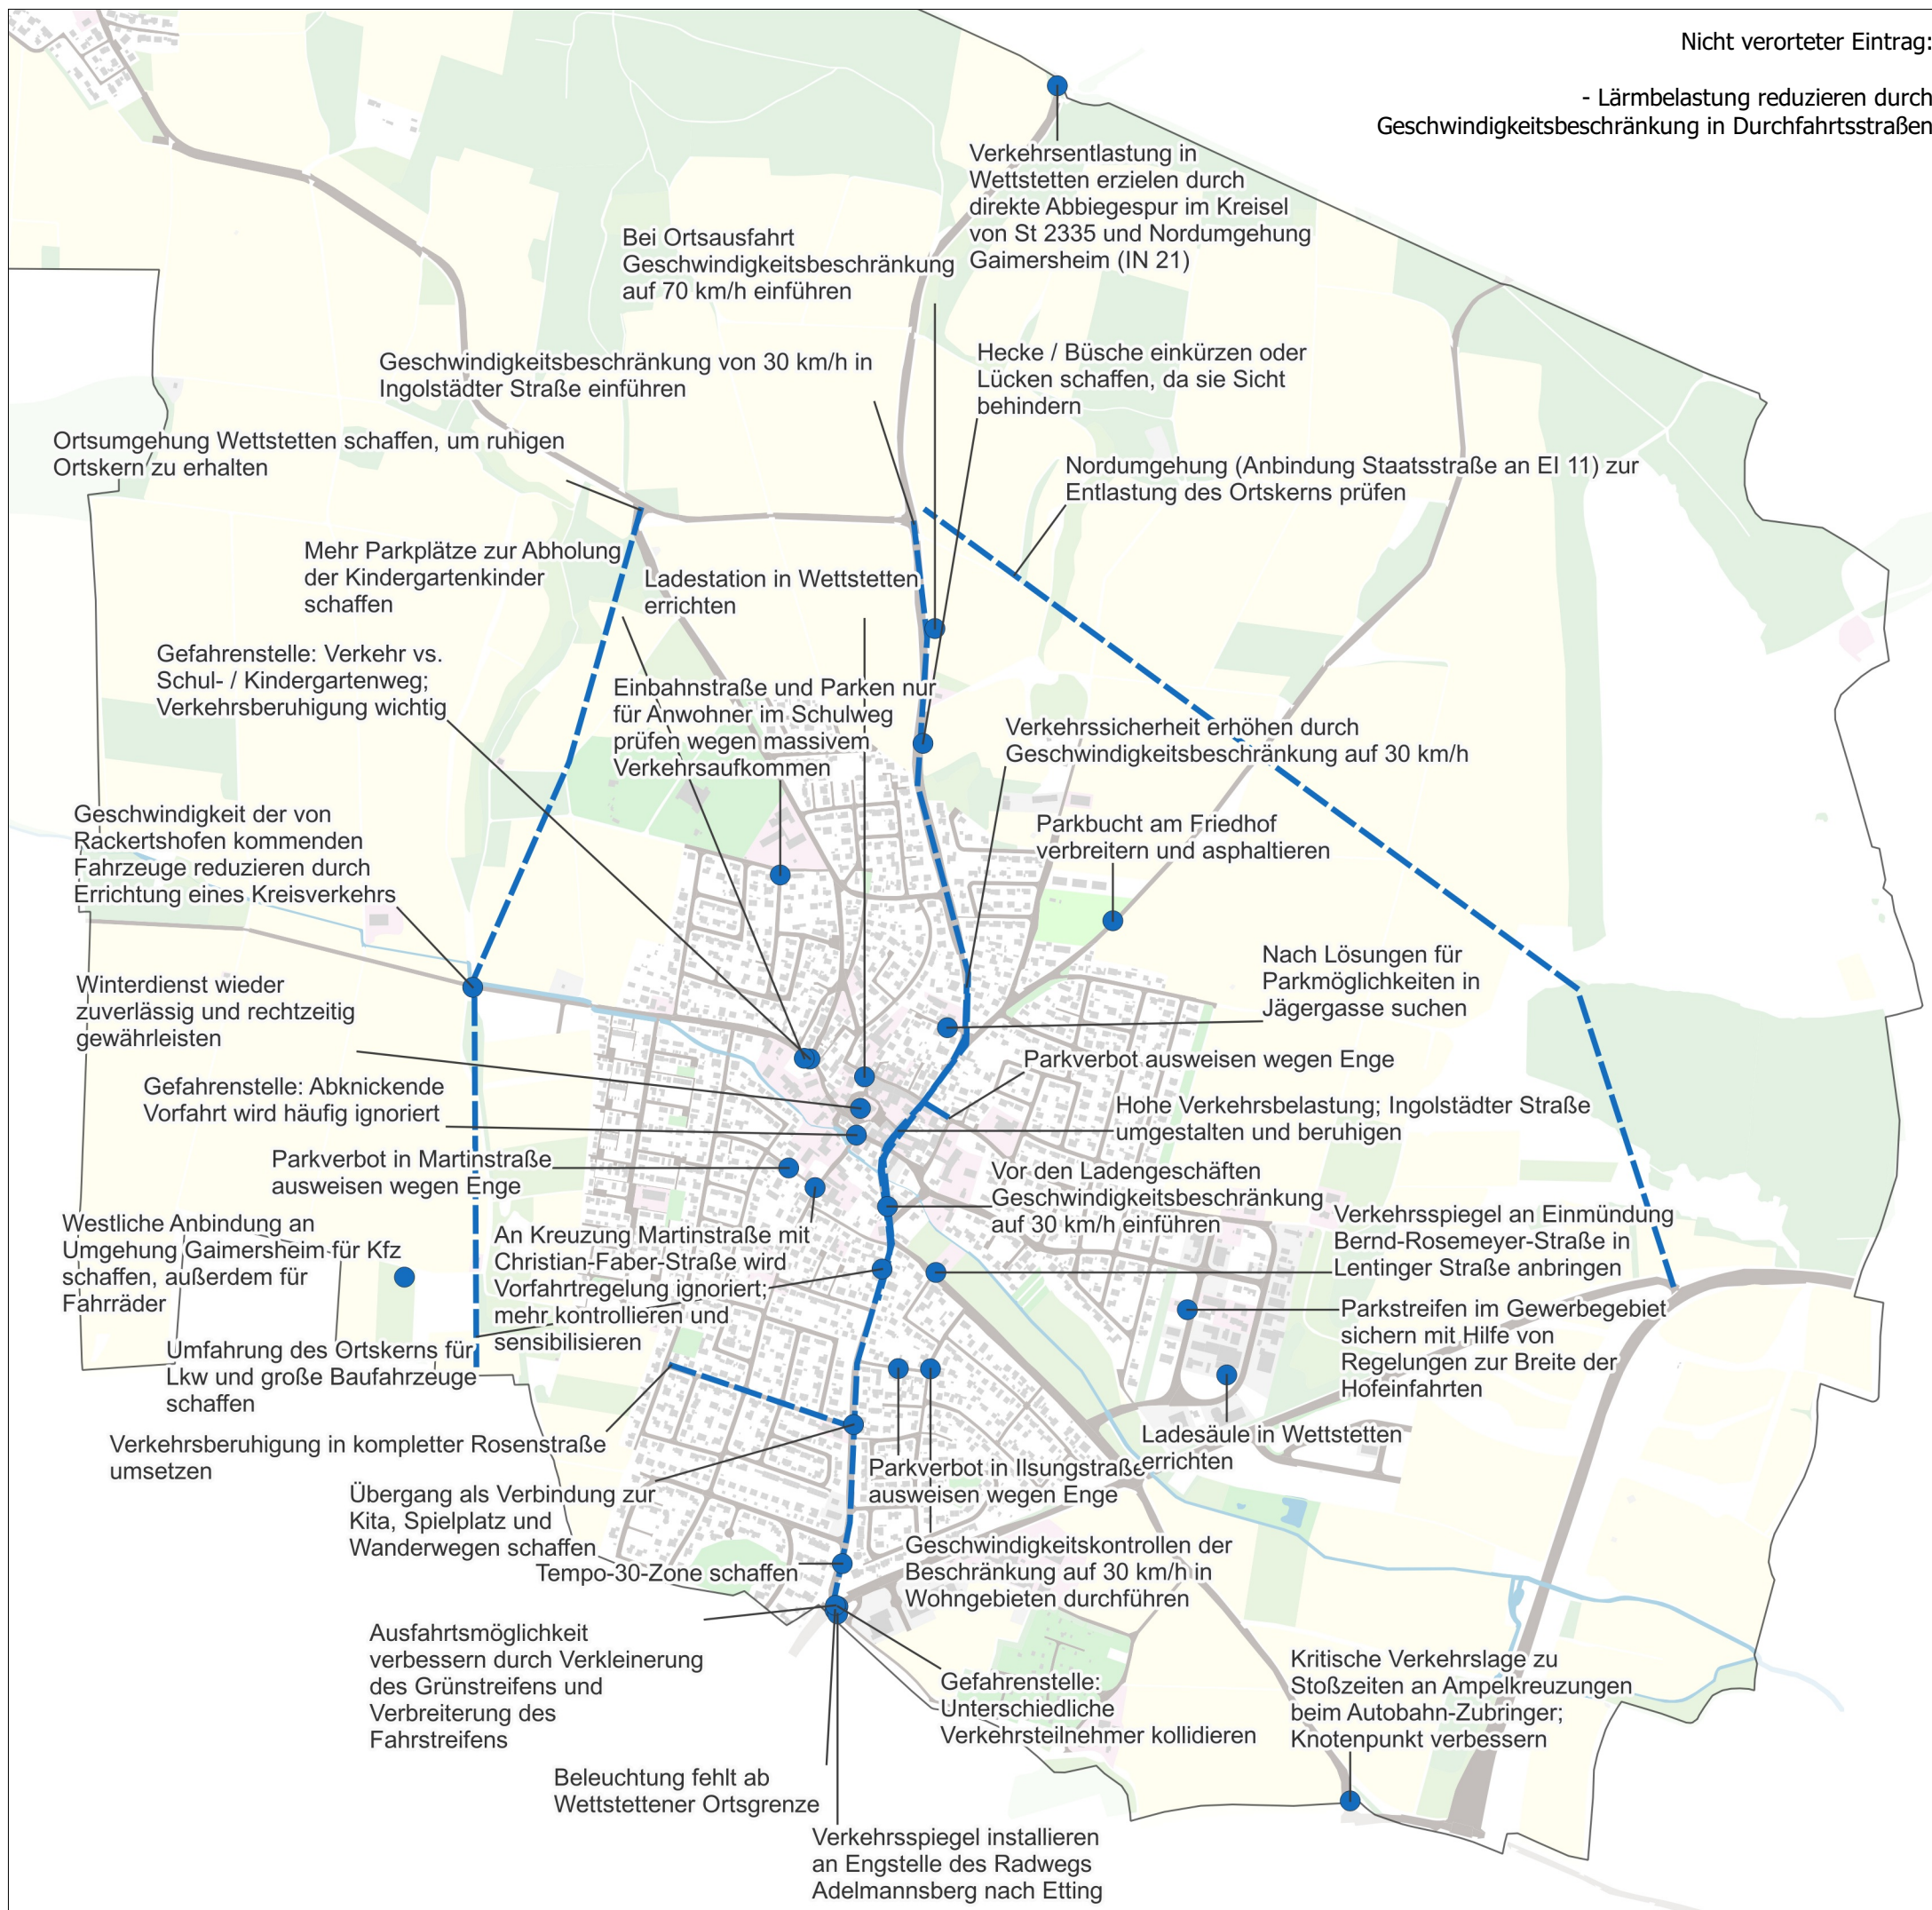 Nicht verorteter Eintrag:
- Lärmbelastung reduzieren durch
Geschwindigkeitsbeschränkung in Durchfahrtsstraßen
Verkehrsentlastung in
Wettstetten erzielen durch
direkte Abbiegespur im Kreisel
von St 2335 und Nordumgehung
Gaimersheim (IN 21)
Bei Ortsausfahrt
Geschwindigkeitsbeschränkung
auf 70 km/h einführen
Geschwindigkeitsbeschränkung von 30 km/h in
Ingolstädter Straße einführen
Hecke / Büsche einkürzen oder
Lücken schaffen, da sie Sicht
behindern
Ortsumgehung Wettstetten schaffen, um ruhigen
Ortskern zu erhalten
Nordumgehung (Anbindung Staatsstraße an EI 11) zur
Entlastung des Ortskerns prüfen
Mehr Parkplätze zur Abholung
der Kindergartenkinder
schaffen
Ladestation in Wettstetten
errichten
Gefahrenstelle: Verkehr vs.
Schul- / Kindergartenweg;
Verkehrsberuhigung wichtig
Einbahnstraße und Parken nur
für Anwohner im Schulweg
prüfen wegen massivem
Verkehrsaufkommen
Verkehrssicherheit erhöhen durch
Geschwindigkeitsbeschränkung auf 30 km/h
Geschwindigkeit der von
Rackertshofen kommenden
Fahrzeuge reduzieren durch
Errichtung eines Kreisverkehrs
Parkbucht am Friedhof
verbreitern und asphaltieren
Nach Lösungen für
Parkmöglichkeiten in
Jägergasse suchen
Winterdienst wieder
zuverlässig und rechtzeitig
gewährleisten
Parkverbot ausweisen wegen Enge
Gefahrenstelle: Abknickende
Vorfahrt wird häufig ignoriert
Hohe Verkehrsbelastung; Ingolstädter Straße
umgestalten und beruhigen
Parkverbot in Martinstraße
ausweisen wegen Enge
Vor den Ladengeschäften
Geschwindigkeitsbeschränkung
auf 30 km/h einführen
Westliche Anbindung an
Umgehung Gaimersheim für Kfz
schaffen, außerdem für
Fahrräder
An Kreuzung Martinstraße mit
Christian-Faber-Straße wird
Vorfahrtregelung ignoriert;
mehr kontrollieren und
sensibilisieren
Verkehrsspiegel an Einmündung
Bernd-Rosemeyer-Straße in
Lentinger Straße anbringen
Parkstreifen im Gewerbegebiet
sichern mit Hilfe von
Regelungen zur Breite der
Hofeinfahrten
Umfahrung des Ortskerns für
Lkw und große Baufahrzeuge
schaffen
Verkehrsberuhigung in kompletter Rosenstraße
umsetzen
Ladesäule in Wettstetten
errichten
Parkverbot in Ilsungstraße
ausweisen wegen Enge
Übergang als Verbindung zur
Kita, Spielplatz und
Wanderwegen schaffen
Tempo-30-Zone schaffen
Geschwindigkeitskontrollen der
Beschränkung auf 30 km/h in
Wohngebieten durchführen
Ausfahrtsmöglichkeit
verbessern durch Verkleinerung
des Grünstreifens und
Verbreiterung des
Fahrstreifens
Gefahrenstelle:
Unterschiedliche
Verkehrsteilnehmer kollidieren
Kritische Verkehrslage zu
Stoßzeiten an Ampelkreuzungen
beim Autobahn-Zubringer;
Knotenpunkt verbessern
Beleuchtung fehlt ab
Wettstettener Ortsgrenze
Verkehrsspiegel installieren
an Engstelle des Radwegs
Adelmannsberg nach Etting